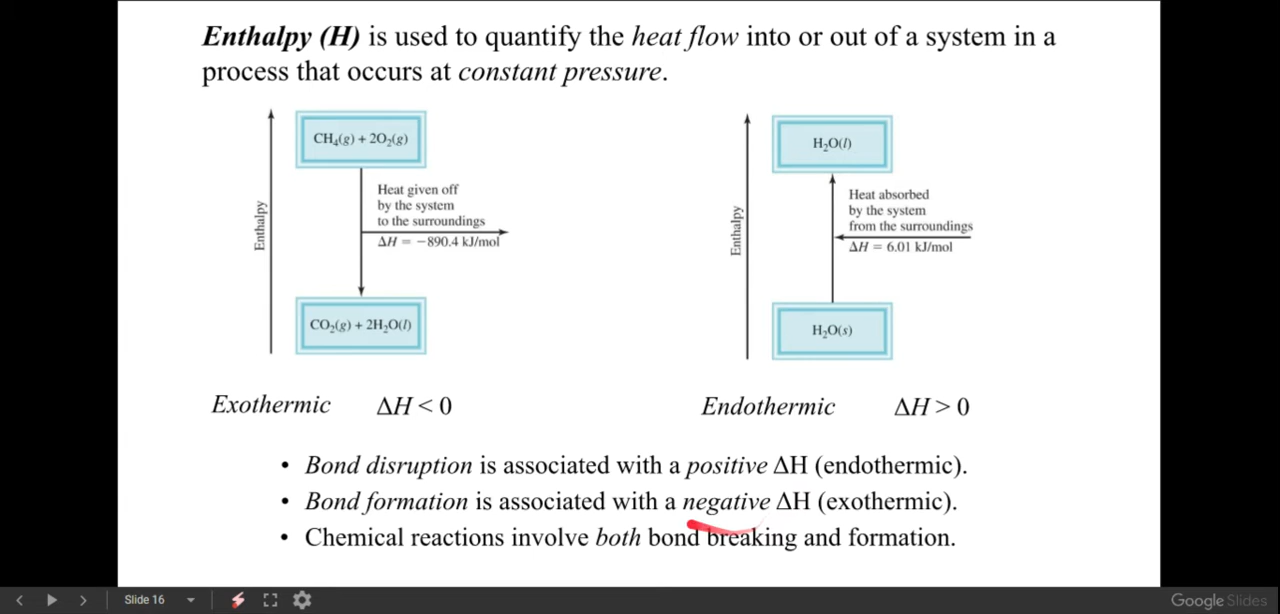 Enthalpy (H) is used to quantify the heat flow into or out of a system in a
process that occurs at constant pressure.
Enthalpy
CH₄(g) + 2O₂(g)
Heat given off
by the system
to the surroundings
ΔH = −890.4 kJ/mol
CO₂(g) + 2H₂O(l)
Enthalpy
H₂O(l)
Heat absorbed
by the system
from the surroundings
ΔH = 6.01 kJ/mol
H₂O(s)
Exothermic ΔH < 0
Endothermic ΔH > 0
• Bond disruption is associated with a positive ΔH (endothermic).
• Bond formation is associated with a negative ΔH (exothermic).
• Chemical reactions involve both bond breaking and formation.
Slide 16
Google Slides